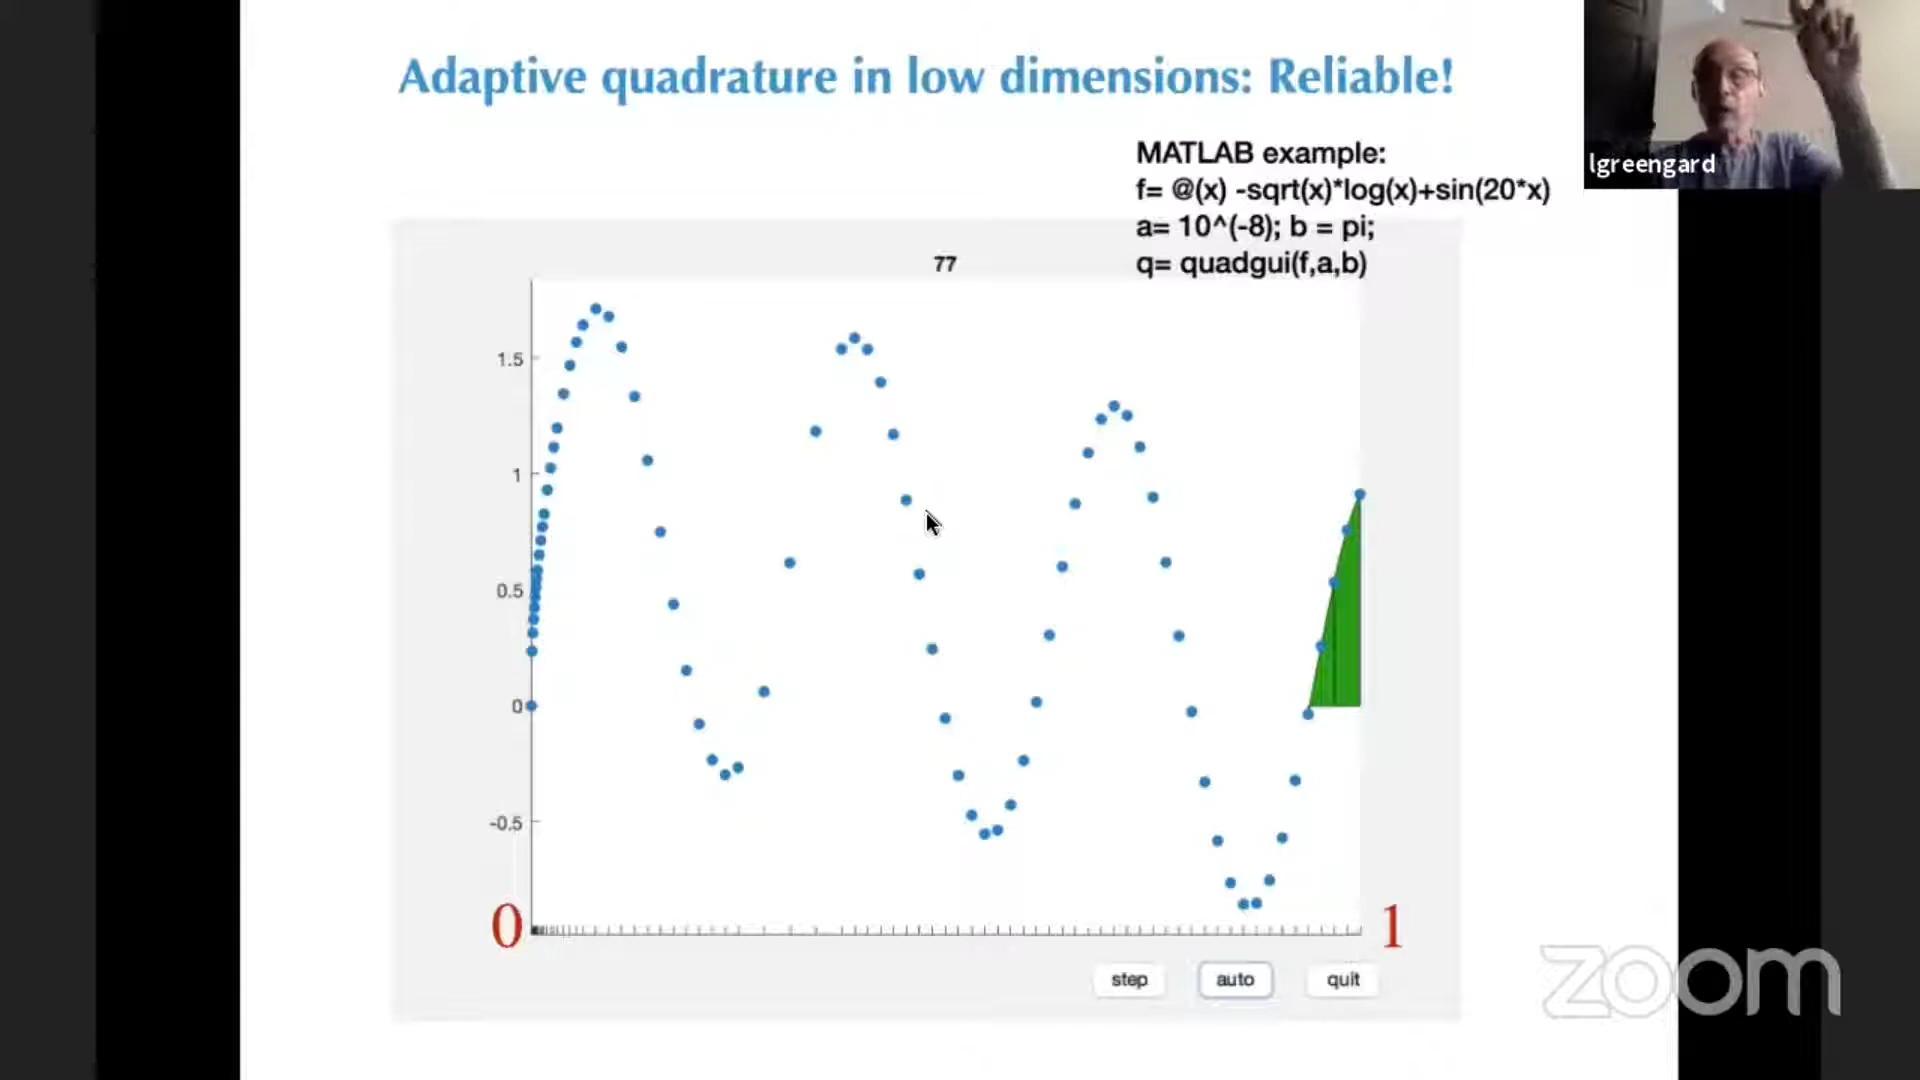 Adaptive quadrature in low dimensions: Reliable!
lgreengard
MATLAB example:
f= @(x) -sqrt(x)*log(x)+sin(20*x)
a= 10^(-8); b = pi;
q= quadgui(f,a,b)
77
1.5
1
0.5
0
-0.5
0
1
step
auto
quit
zoom